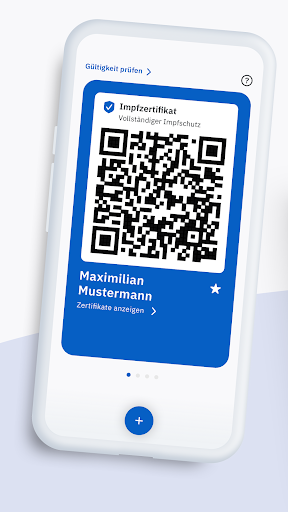 Gültigkeit prüfen
Impfzertifikat
Vollständiger Impfschutz
Maximilian
Mustermann
Zertifikate anzeigen